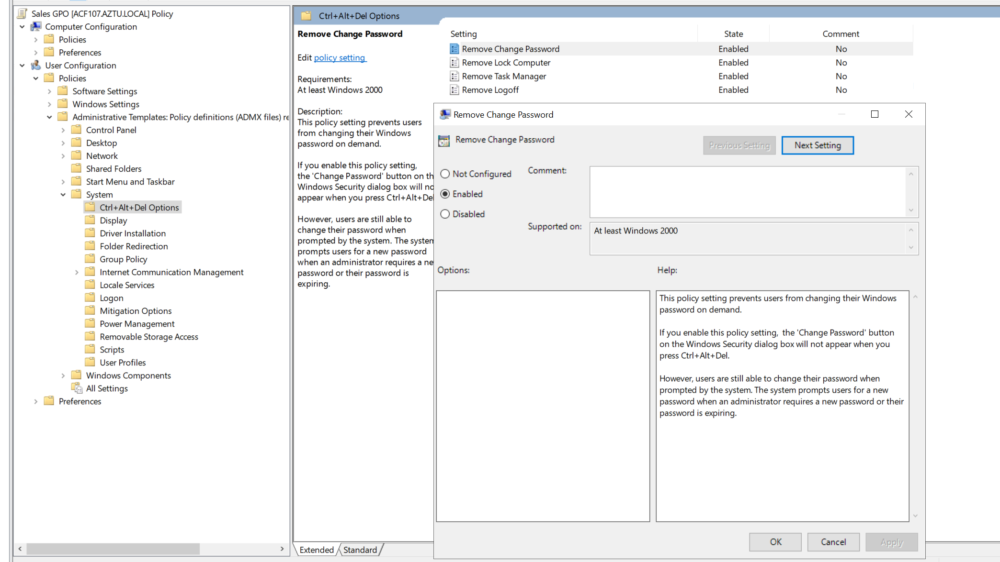 Sales GPO [ACF107.AZTU.LOCAL] Policy
Computer Configuration
Policies
Preferences
User Configuration
Policies
Software Settings
Windows Settings
Administrative Templates: Policy definitions (ADMX files) re
Control Panel
Desktop
Network
Shared Folders
Start Menu and Taskbar
System
Ctrl+Alt+Del Options
Display
Driver Installation
Folder Redirection
Group Policy
Internet Communication Management
Locale Services
Logon
Mitigation Options
Power Management
Removable Storage Access
Scripts
User Profiles
Windows Components
All Settings
Preferences
Ctrl+Alt+Del Options
Remove Change Password
Edit policy setting
Requirements:
At least Windows 2000
Description:
This policy setting prevents users
from changing their Windows
password on demand.
If you enable this policy setting,
the 'Change Password' button on th
Windows Security dialog box will no
appear when you press Ctrl+Alt+Del
However, users are still able to
change their password when
prompted by the system. The system
prompts users for a new password
when an administrator requires a ne
password or their password is
expiring.
Extended
Standard
Setting State Comment
Remove Change Password Enabled No
Remove Lock Computer Enabled No
Remove Task Manager Enabled No
Remove Logoff Enabled No
Remove Change Password
Remove Change Password
Previous Setting
Next Setting
Not Configured
Enabled
Disabled
Comment:
Supported on:
At least Windows 2000
Options:
Help:
This policy setting prevents users from changing their Windows
password on demand.
If you enable this policy setting,  the 'Change Password' button
on the Windows Security dialog box will not appear when you
press Ctrl+Alt+Del.
However, users are still able to change their password when
prompted by the system. The system prompts users for a new
password when an administrator requires a new password or their
password is expiring.
OK
Cancel
Apply